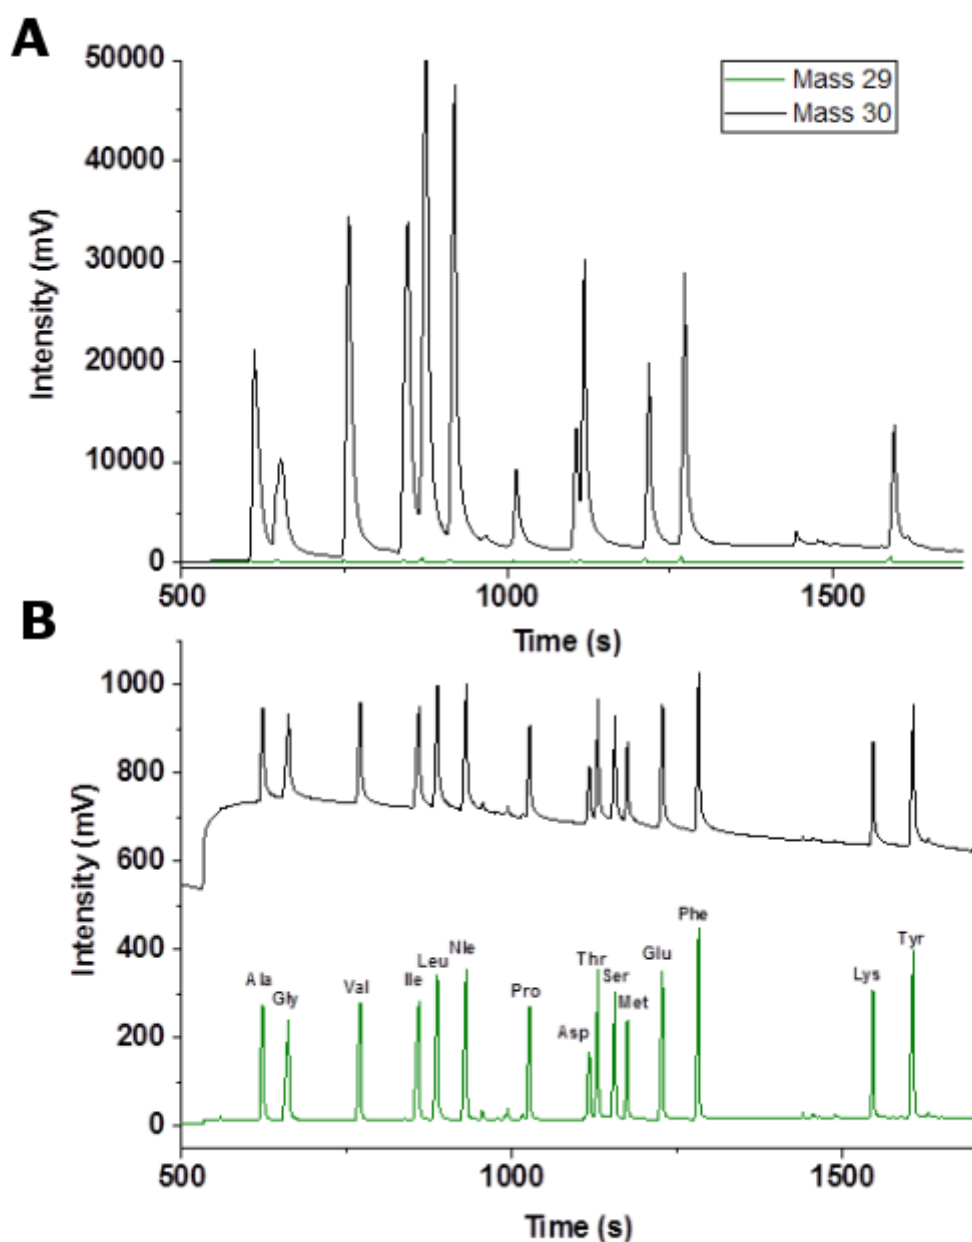 A
50000
Mass 29
Mass 30
40000
30000
20000
10000
0
Intensity (mV)
500
1000
1500
Time (s)
B
1000
800
600
400
200
0
Intensity (mV)
Ala
Gly
Val
Ile
Leu
Nle
Pro
Asp
Thr
Ser
Met
Glu
Phe
Lys
Tyr
500
1000
1500
Time (s)